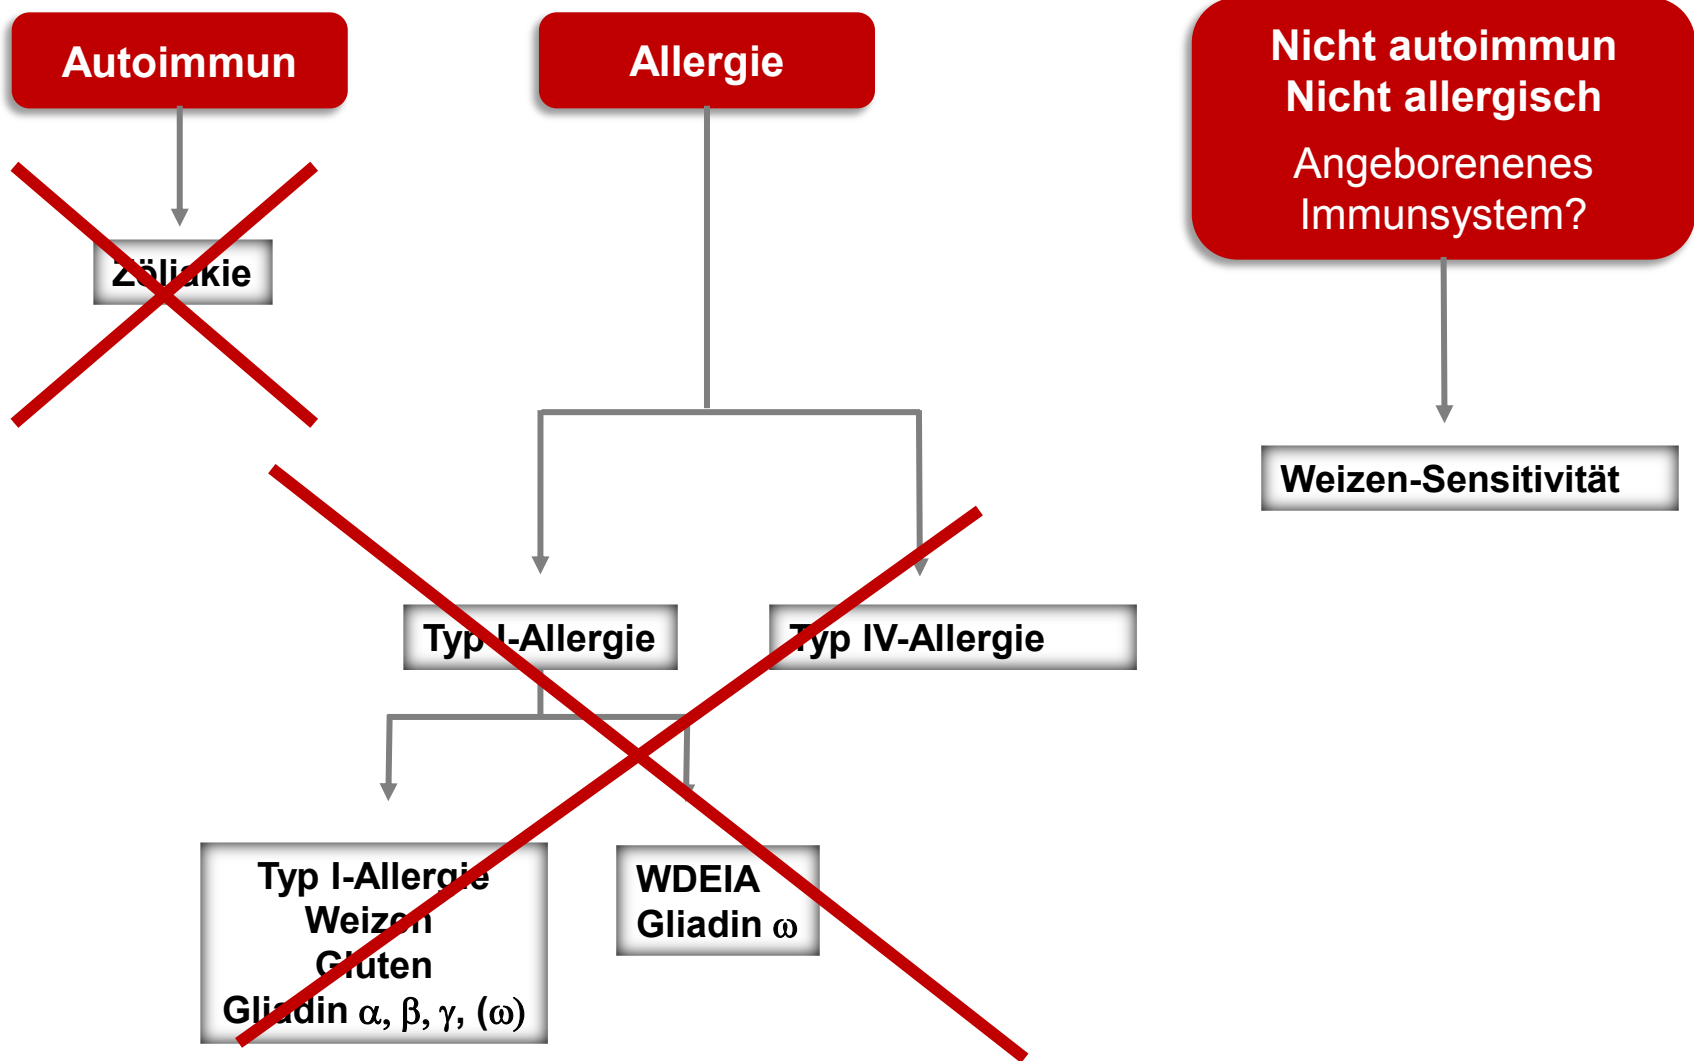 Autoimmun
Allergie
Nicht autoimmun
Nicht allergisch
Angeborenenes
Immunsystem?
Zöliakie
Weizen-Sensitivität
Typ I-Allergie
Typ IV-Allergie
Typ I-Allergie
Weizen
Gluten
Gliadin α, β, γ, (ω)
WDEIA
Gliadin ω